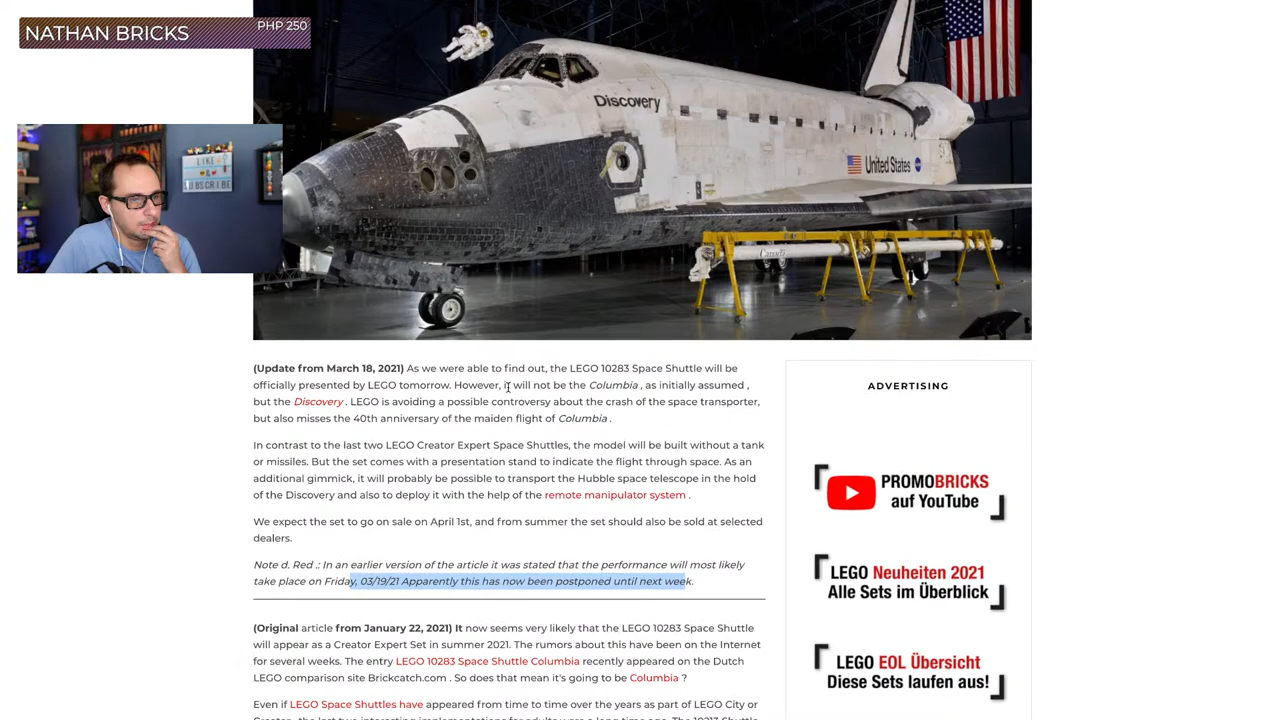 NATHAN BRICKS
PHP 250
Discovery
United States
Canada
LIKE
&
SUBSCRIBE
(Update from March 18, 2021) As we were able to find out, the LEGO 10283 Space Shuttle will be
officially presented by LEGO tomorrow. However, it will not be the Columbia , as initially assumed ,
but the Discovery . LEGO is avoiding a possible controversy about the crash of the space transporter,
but also misses the 40th anniversary of the maiden flight of Columbia .
In contrast to the last two LEGO Creator Expert Space Shuttles, the model will be built without a tank
or missiles. But the set comes with a presentation stand to indicate the flight through space. As an
additional gimmick, it will probably be possible to transport the Hubble space telescope in the hold
of the Discovery and also to deploy it with the help of the remote manipulator system .
We expect the set to go on sale on April 1st, and from summer the set should also be sold at selected
dealers.
Note d. Red .: In an earlier version of the article it was stated that the performance will most likely
take place on Friday, 03/19/21 Apparently this has now been postponed until next week.
(Original article from January 22, 2021) It now seems very likely that the LEGO 10283 Space Shuttle
will appear as a Creator Expert Set in summer 2021. The rumors about this have been on the Internet
for several weeks. The entry LEGO 10283 Space Shuttle Columbia recently appeared on the Dutch
LEGO comparison site Brickcatch.com . So does that mean it's going to be Columbia ?
Even if LEGO Space Shuttles have appeared from time to time over the years as part of LEGO City or
ADVERTISING
PROMOBRICKS
auf YouTube
LEGO Neuheiten 2021
Alle Sets im Überblick
LEGO EOL Übersicht
Diese Sets laufen aus!